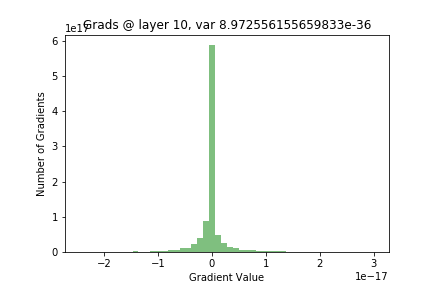 Grads @ layer 10, var 8.972556155659833e-36
1e17
6
5
4
3
2
1
0
Number of Gradients
−2 −1 0 1 2 3
1e−17
Gradient Value